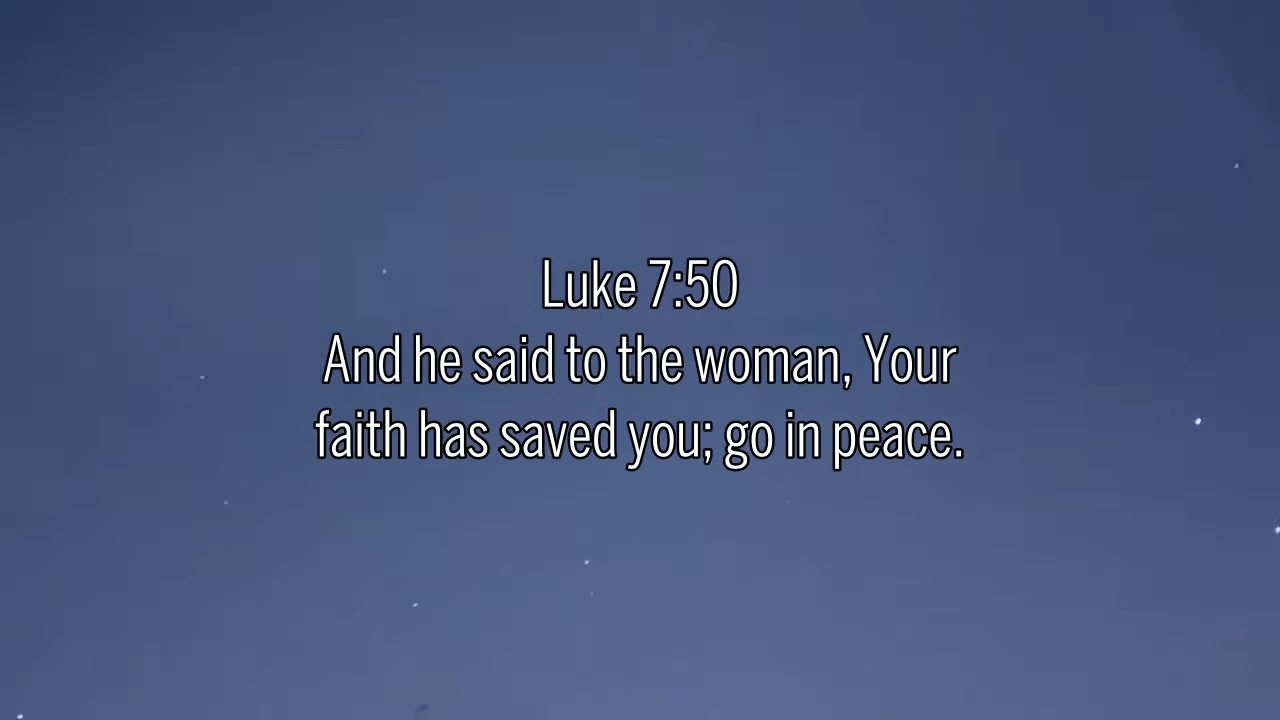 Luke 7:50
And he said to the woman, Your
faith has saved you; go in peace.